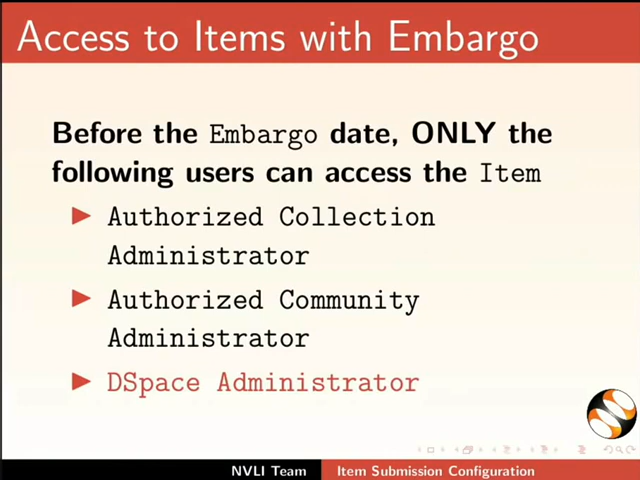 Access to Items with Embargo
Before the Embargo date, ONLY the
following users can access the Item
Authorized Collection
Administrator
Authorized Community
Administrator
DSpace Administrator
NVLI Team Item Submission Configuration